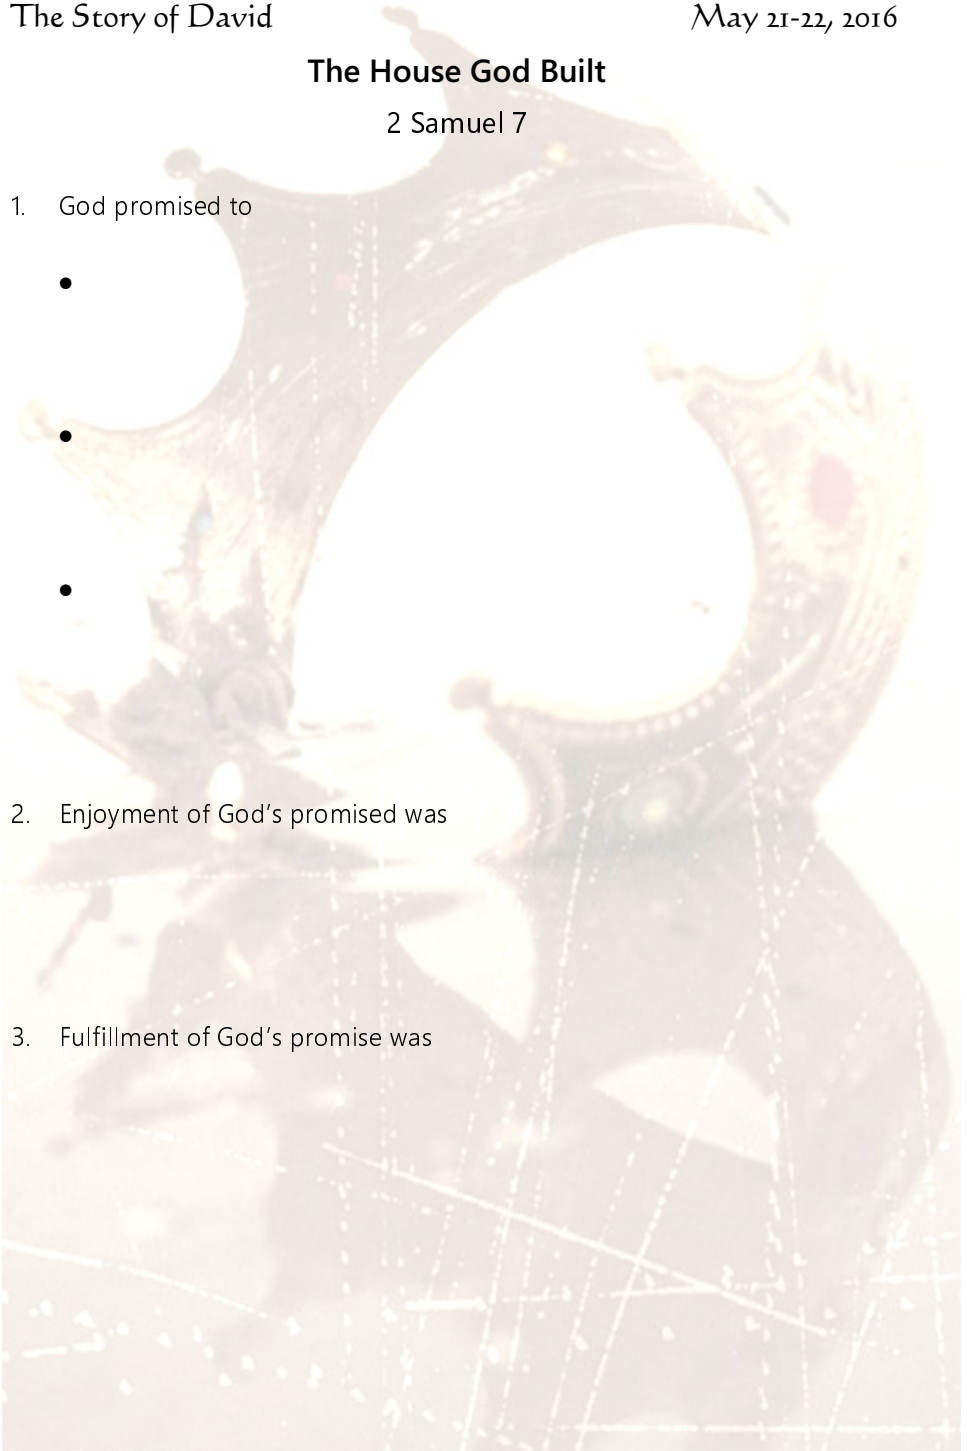 The Story of David May 21-22, 2016
The House God Built
2 Samuel 7
1. God promised to
•
•
•
2. Enjoyment of God’s promised was
3. Fulfillment of God’s promise was